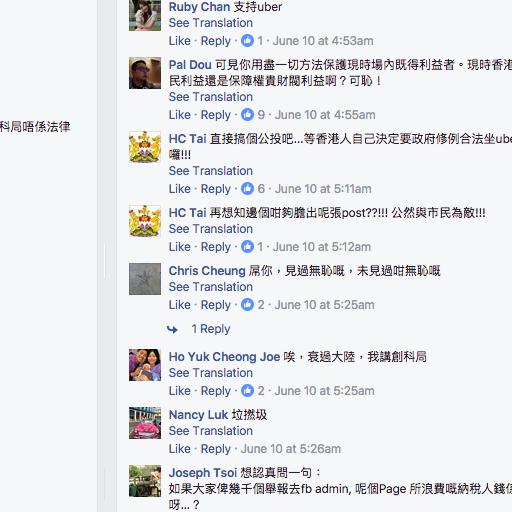 科局唔係法律
Ruby Chan 支持uber
See Translation
Like · Reply · 1 · June 10 at 4:53am
Pal Dou 可見你用盡一切方法保護現時場內既得利益者。現時香港
民利益還是保障權貴財閥利益啊？可恥！
See Translation
Like · Reply · 9 · June 10 at 4:55am
HC Tai 直接搞個公投吧...等香港人自己決定要政府修例合法坐ube
囉!!!
See Translation
Like · Reply · 6 · June 10 at 5:11am
HC Tai 再想知邊個咁夠膽出呢張post??!!! 公然與市民為敵!!!
See Translation
Like · Reply · 1 · June 10 at 5:12am
Chris Cheung 屌你，見過無恥嘅，未見過咁無恥嘅
See Translation
Like · Reply · 2 · June 10 at 5:25am
1 Reply
Ho Yuk Cheong Joe 唉，衰過大陸，我講創科局
See Translation
Like · Reply · 2 · June 10 at 5:25am
Nancy Luk 垃撚圾
See Translation
Like · Reply · June 10 at 5:26am
Joseph Tsoi 想認真問一句：
如果大家俾幾千個舉報去fb admin, 呢個Page 所浪費嘅納稅人錢係
呀...？